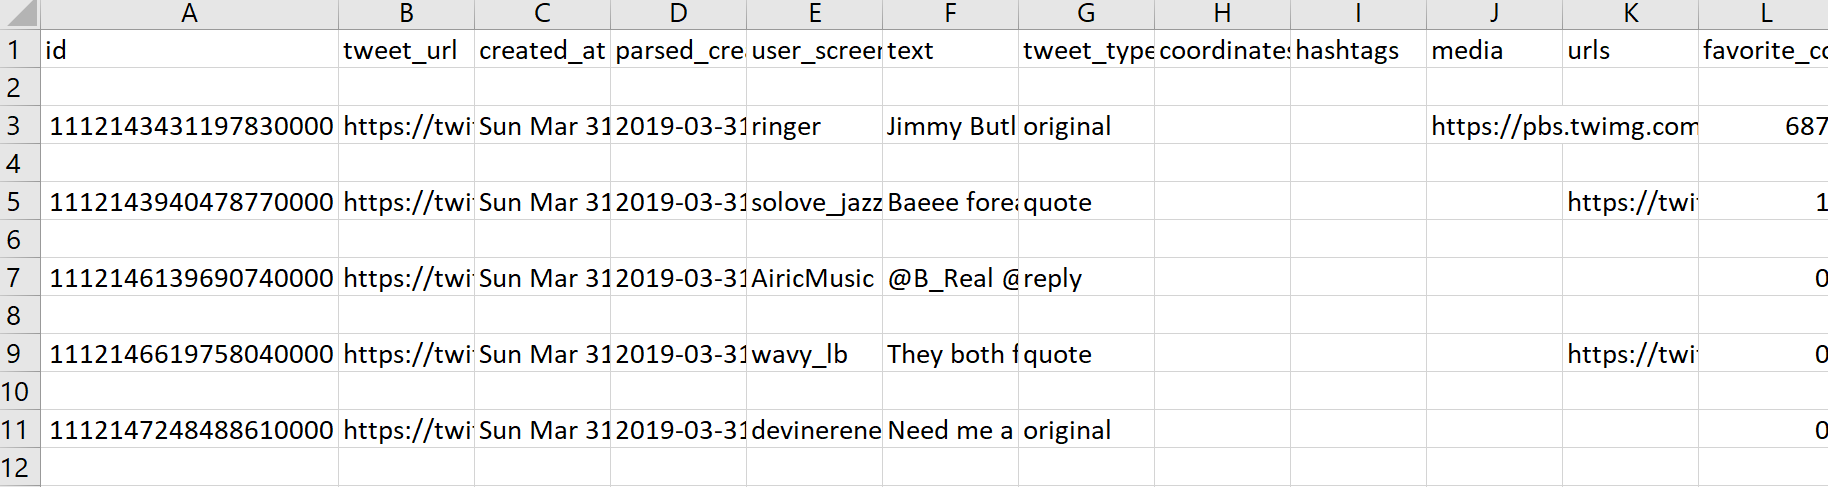 A B C D E F G H I J K L
1 id tweet_url created_at parsed_cre user_screen text tweet_type coordinates hashtags media urls favorite_co
2
3 1112143431197830000 https://twi Sun Mar 31 2019-03-31 ringer Jimmy Butl original https://pbs.twimg.com 687
4
5 1112143940478770000 https://twi Sun Mar 31 2019-03-31 solove_jazz Baeee forea quote https://twi 1
6
7 1112146139690740000 https://twi Sun Mar 31 2019-03-31 AiricMusic @B_Real @ reply 0
8
9 1112146619758040000 https://twi Sun Mar 31 2019-03-31 wavy_lb They both f quote https://twi 0
10
11 1112147248488610000 https://twi Sun Mar 31 2019-03-31 devinerene Need me a original 0
12